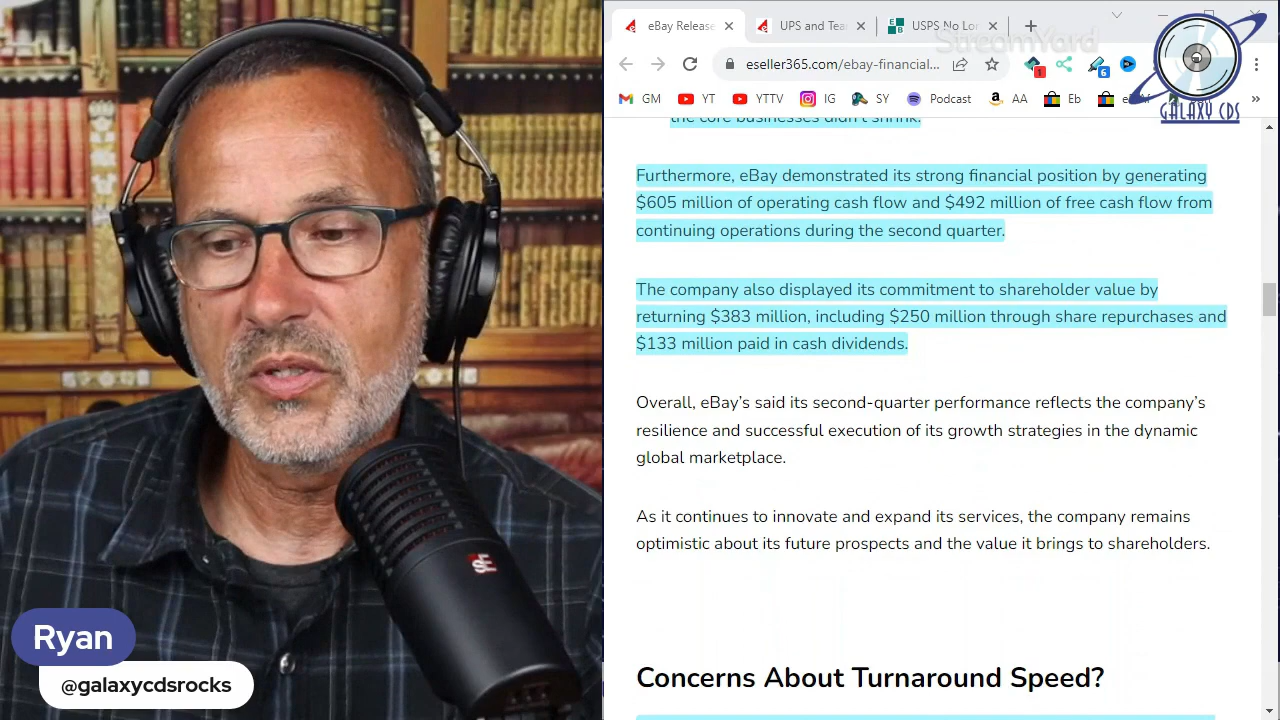 eBay Release
UPS and Tea
USPS No Lo
StreamYard
eseller365.com/ebay-financial...
1
6
GM
YT
YTTV
IG
SY
Podcast
AA
Eb
GALAXY CDS
the core businesses didn't shrink.
Furthermore, eBay demonstrated its strong financial position by generating
$605 million of operating cash flow and $492 million of free cash flow from
continuing operations during the second quarter.
The company also displayed its commitment to shareholder value by
returning $383 million, including $250 million through share repurchases and
$133 million paid in cash dividends.
Overall, eBay's said its second-quarter performance reflects the company's
resilience and successful execution of its growth strategies in the dynamic
global marketplace.
As it continues to innovate and expand its services, the company remains
optimistic about its future prospects and the value it brings to shareholders.
Concerns About Turnaround Speed?
Ryan
@galaxycdsrocks
SE